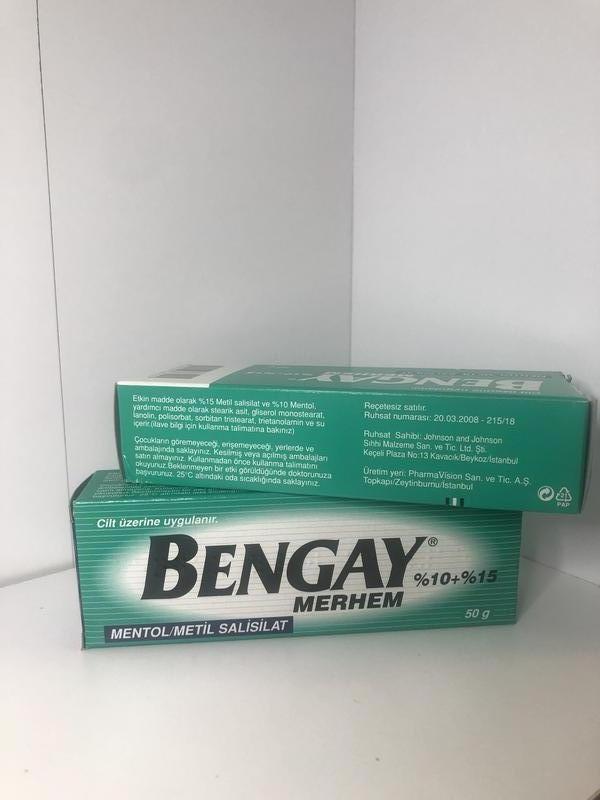 BENGAY
Etkin madde olarak %15 Metil salisilat ve %10 Mentol,
yardımcı madde olarak stearik asit, gliserol monostearat,
lanolin, polisorbat, sorbitan tristearat, trietanolamin ve su
içerir.(ilave bilgi için kullanma talimatına bakınız)
Çocukların göremeyeceği, erişemeyeceği, yerlerde ve
ambalajında saklayınız. Kesilmiş veya açılmış ambalajları
satın almayınız. Kullanmadan önce kullanma talimatını
okuyunuz.Beklenmeyen bir etki görüldüğünde doktorunuza
başvurunuz. 25°C altındaki oda sıcaklığında saklayınız.
Reçetesiz satılır.
Ruhsat numarası: 20.03.2008 - 215/18
Ruhsat Sahibi: Johnson and Johnson
Sıhhi Malzeme San. ve Tic. Ltd. Şti.
Keçeli Plaza No:13 Kavacık/Beykoz/İstanbul
Üretim yeri: PharmaVision San. ve Tic. A.Ş.
Topkapı/Zeytinburnu/İstanbul
21
PAP
Cilt üzerine uygulanır.
BENGAY®
%10+%15
MERHEM
50 g
MENTOL/METİL SALİSİLAT